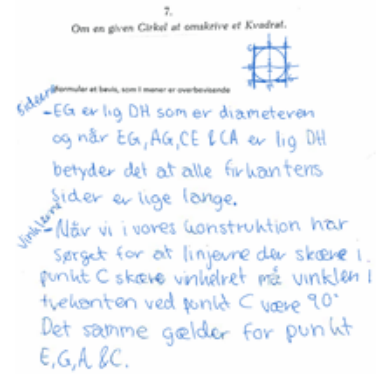 7.
Om en given Cirkel at omskrive et Kvadrat.
Formuler et bevis, som I mener er overbevisende
Siderne
- EG er lig DH som er diameteren
og når EG, AG, CE & CA er lig DH
betyder det at alle firkantens
sider er lige lange.
Vinklerne
- Når vi i vores konstruktion har
sørget for at linjerne der skære i
punkt C skære vinkelret må vinklen i
ved punkt C være 90°
Det samme gælder for punkt
E, G, A & C.